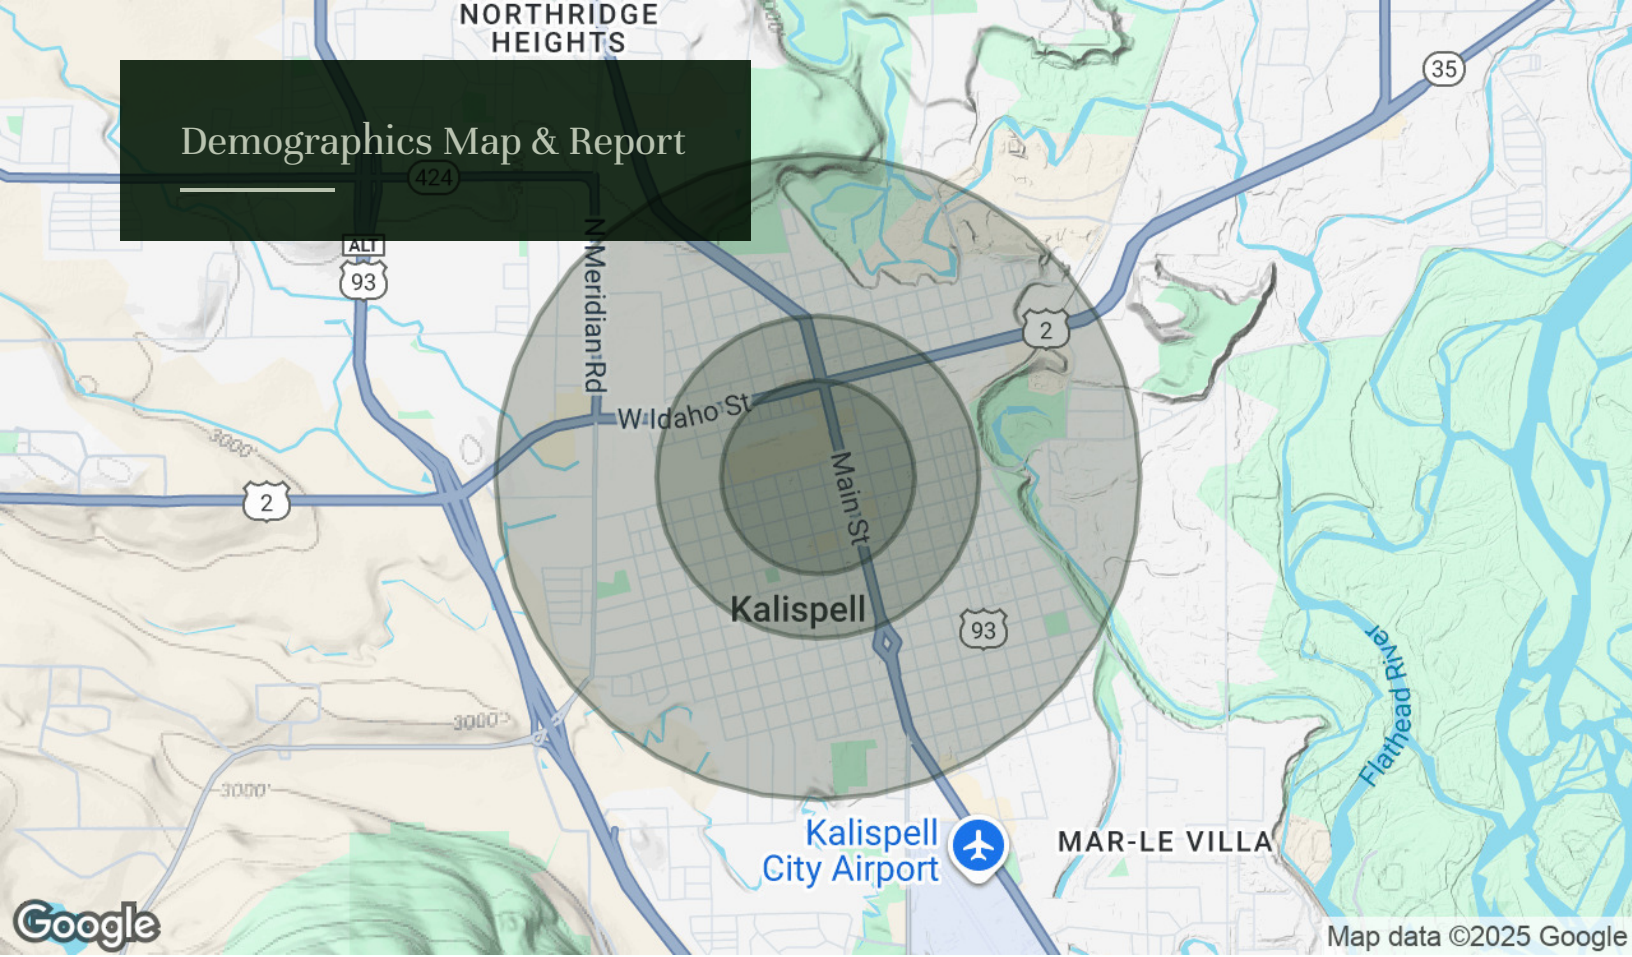 NORTHRIDGE
HEIGHTS
35
Demographics Map & Report
424
ALT
93
N Meridian Rd
2
W Idaho St
Main St
3000'
2
Kalispell
93
Flathead River
3000'
3000'
Kalispell
City Airport
MAR-LE VILLA
Google
Map data ©2025 Google